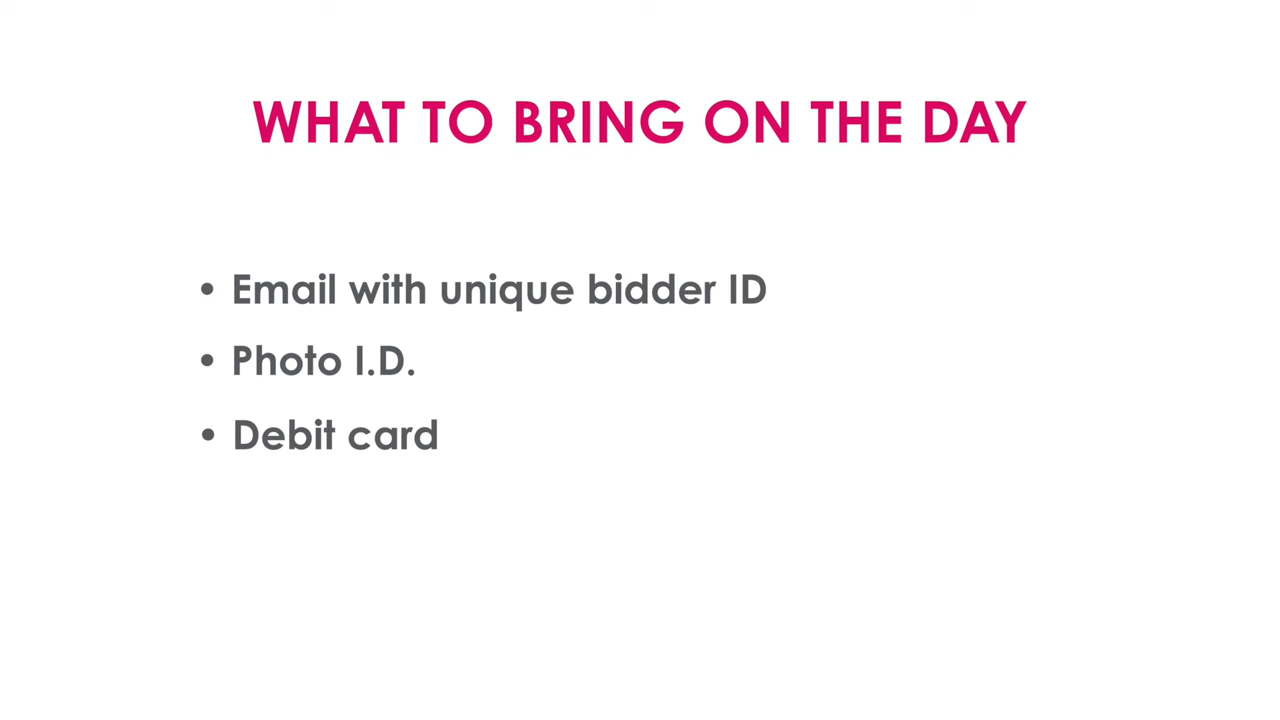 WHAT TO BRING ON THE DAY
• Email with unique bidder ID
• Photo I.D.
• Debit card